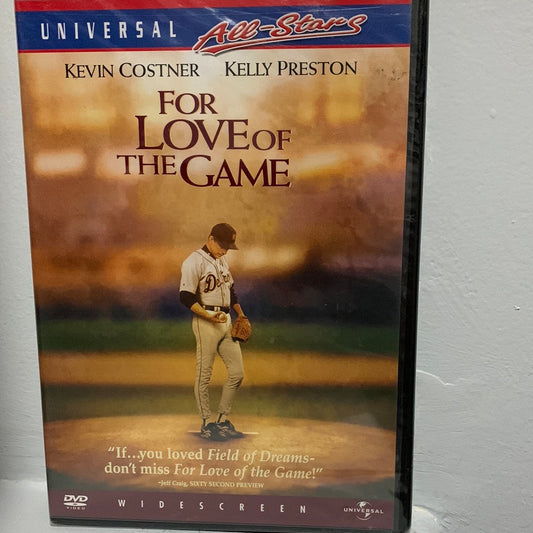 UNIVERSAL All-Stars
KEVIN COSTNER KELLY PRESTON
FOR
LOVE OF
THE GAME
Detroit
"If...you loved Field of Dreams-
don't miss For Love of the Game!"
-Jeff Craig, SIXTY SECOND PREVIEW
DVD
VIDEO
WIDESCREEN
UNIVERSAL